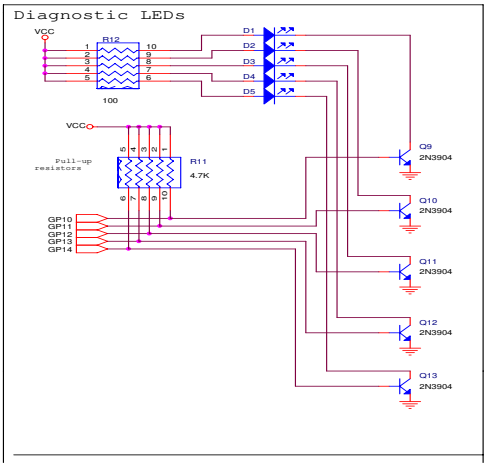 Diagnostic LEDs
VCC
R12
1 10
2 9
3 8
4 7
5 6
100
D1
D2
D3
D4
D5
VCC
5 4 3 2 1
Pull-up
resistors
R11
4.7K
6 7 8 9 10
GP10
GP11
GP12
GP13
GP14
Q9
2N3904
Q10
2N3904
Q11
2N3904
Q12
2N3904
Q13
2N3904